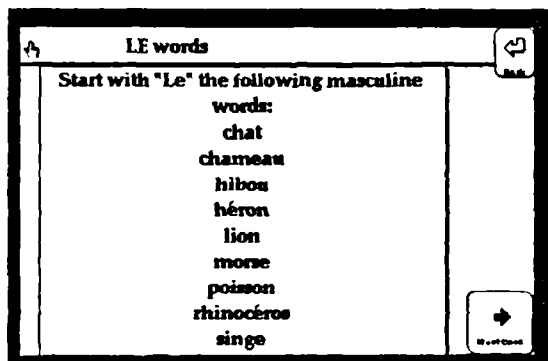 LE words
Start with "Le" the following masculine
words:
chat
chameau
hibou
héron
lion
morse
poisson
rhinocéros
singe